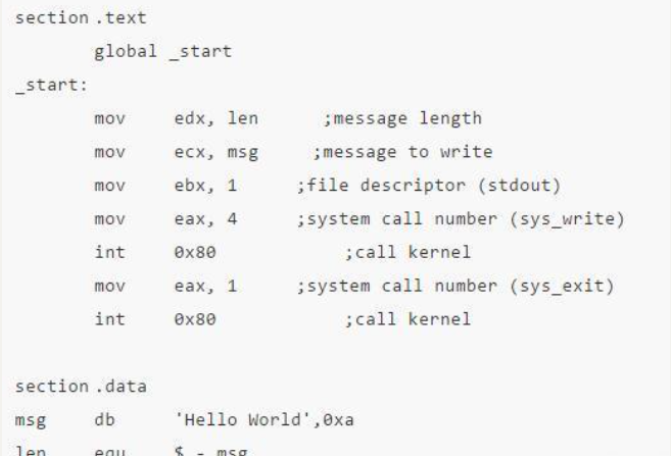 section .text
global _start
_start:
mov edx, len ;message length
mov ecx, msg ;message to write
mov ebx, 1 ;file descriptor (stdout)
mov eax, 4 ;system call number (sys_write)
int 0x80 ;call kernel
mov eax, 1 ;system call number (sys_exit)
int 0x80 ;call kernel
section .data
msg db 'Hello World',0xa
len equ $ - msg